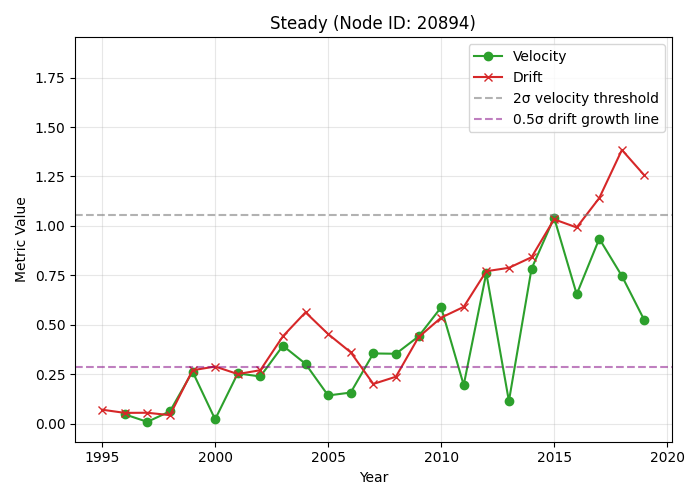 Steady (Node ID: 20894)
Velocity
Drift
2σ velocity threshold
0.5σ drift growth line
1.75
1.50
1.25
1.00
0.75
0.50
0.25
0.00
Metric Value
1995 2000 2005 2010 2015 2020
Year